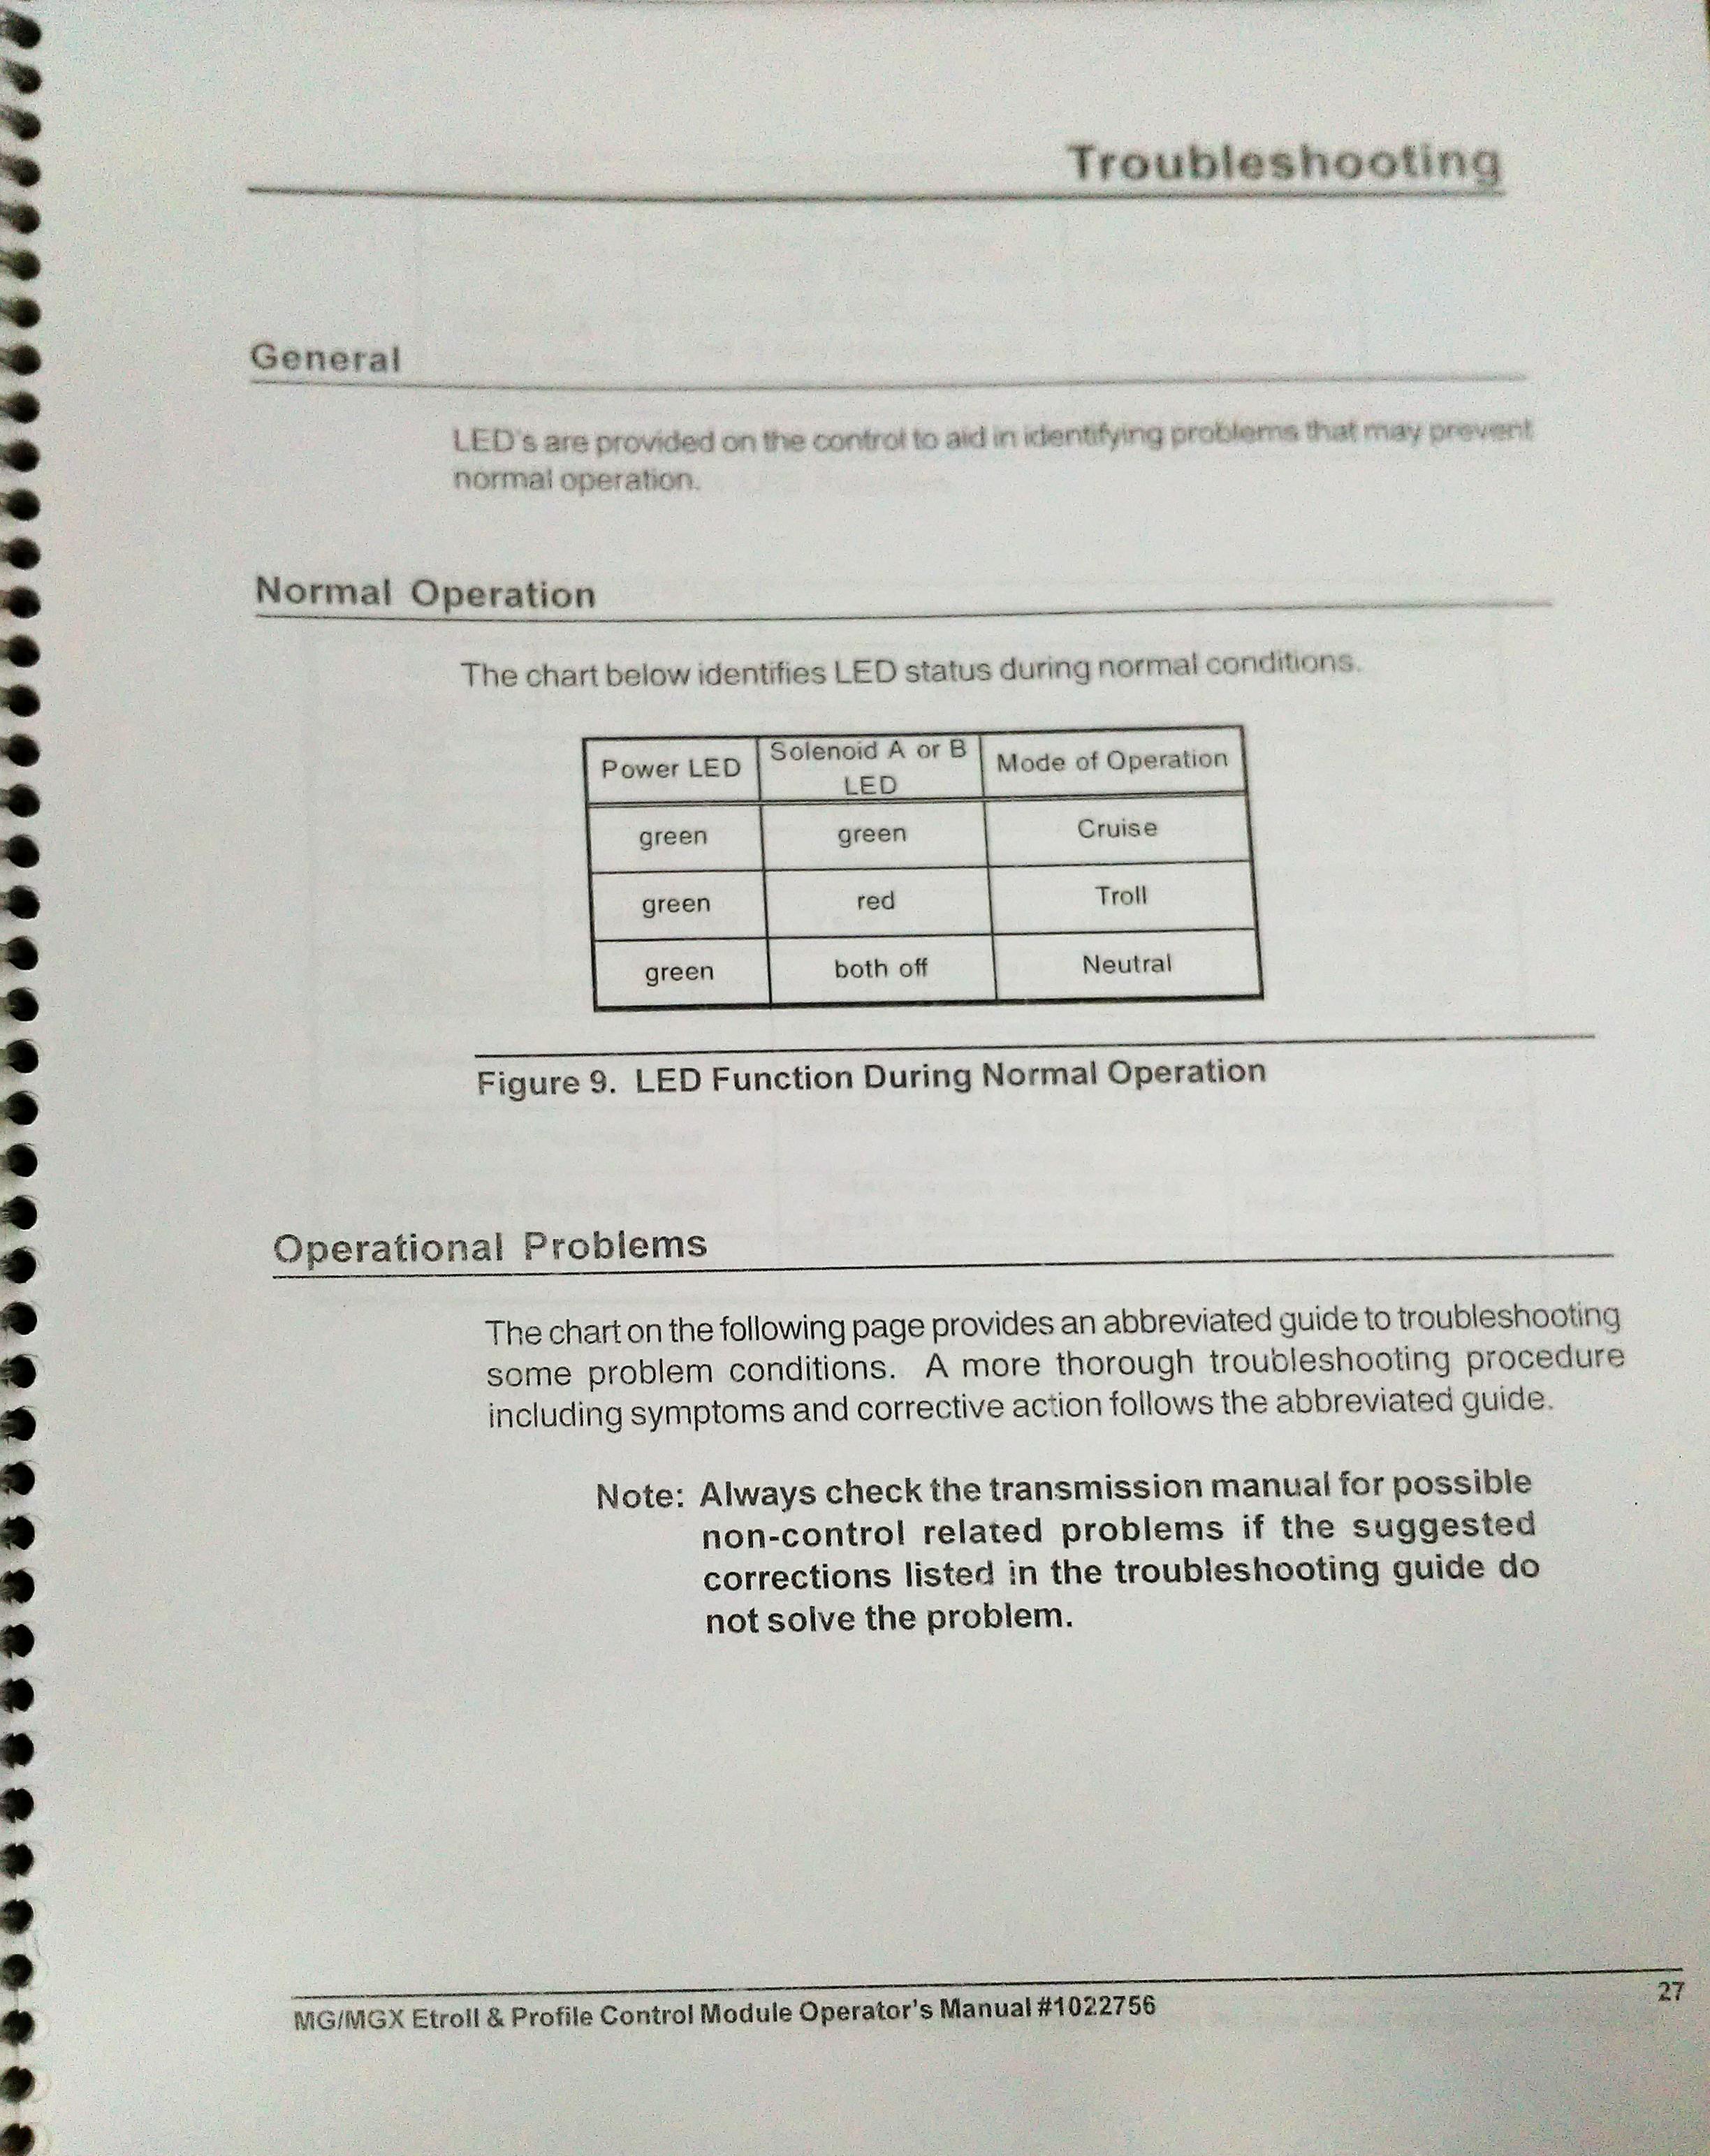 Troubleshooting
General
LED's are provided on the control to aid in identifying problems that may prevent
normal operation.
Normal Operation
The chart below identifies LED status during normal conditions.
Power LED Solenoid A or B LED Mode of Operation
green green Cruise
green red Troll
green both off Neutral
Figure 9. LED Function During Normal Operation
Operational Problems
The chart on the following page provides an abbreviated guide to troubleshooting
some problem conditions. A more thorough troubleshooting procedure
including symptoms and corrective action follows the abbreviated guide.
Note: Always check the transmission manual for possible
non-control related problems if the suggested
corrections listed in the troubleshooting guide do
not solve the problem.
MG/MGX Etroll & Profile Control Module Operator's Manual #1022756 27